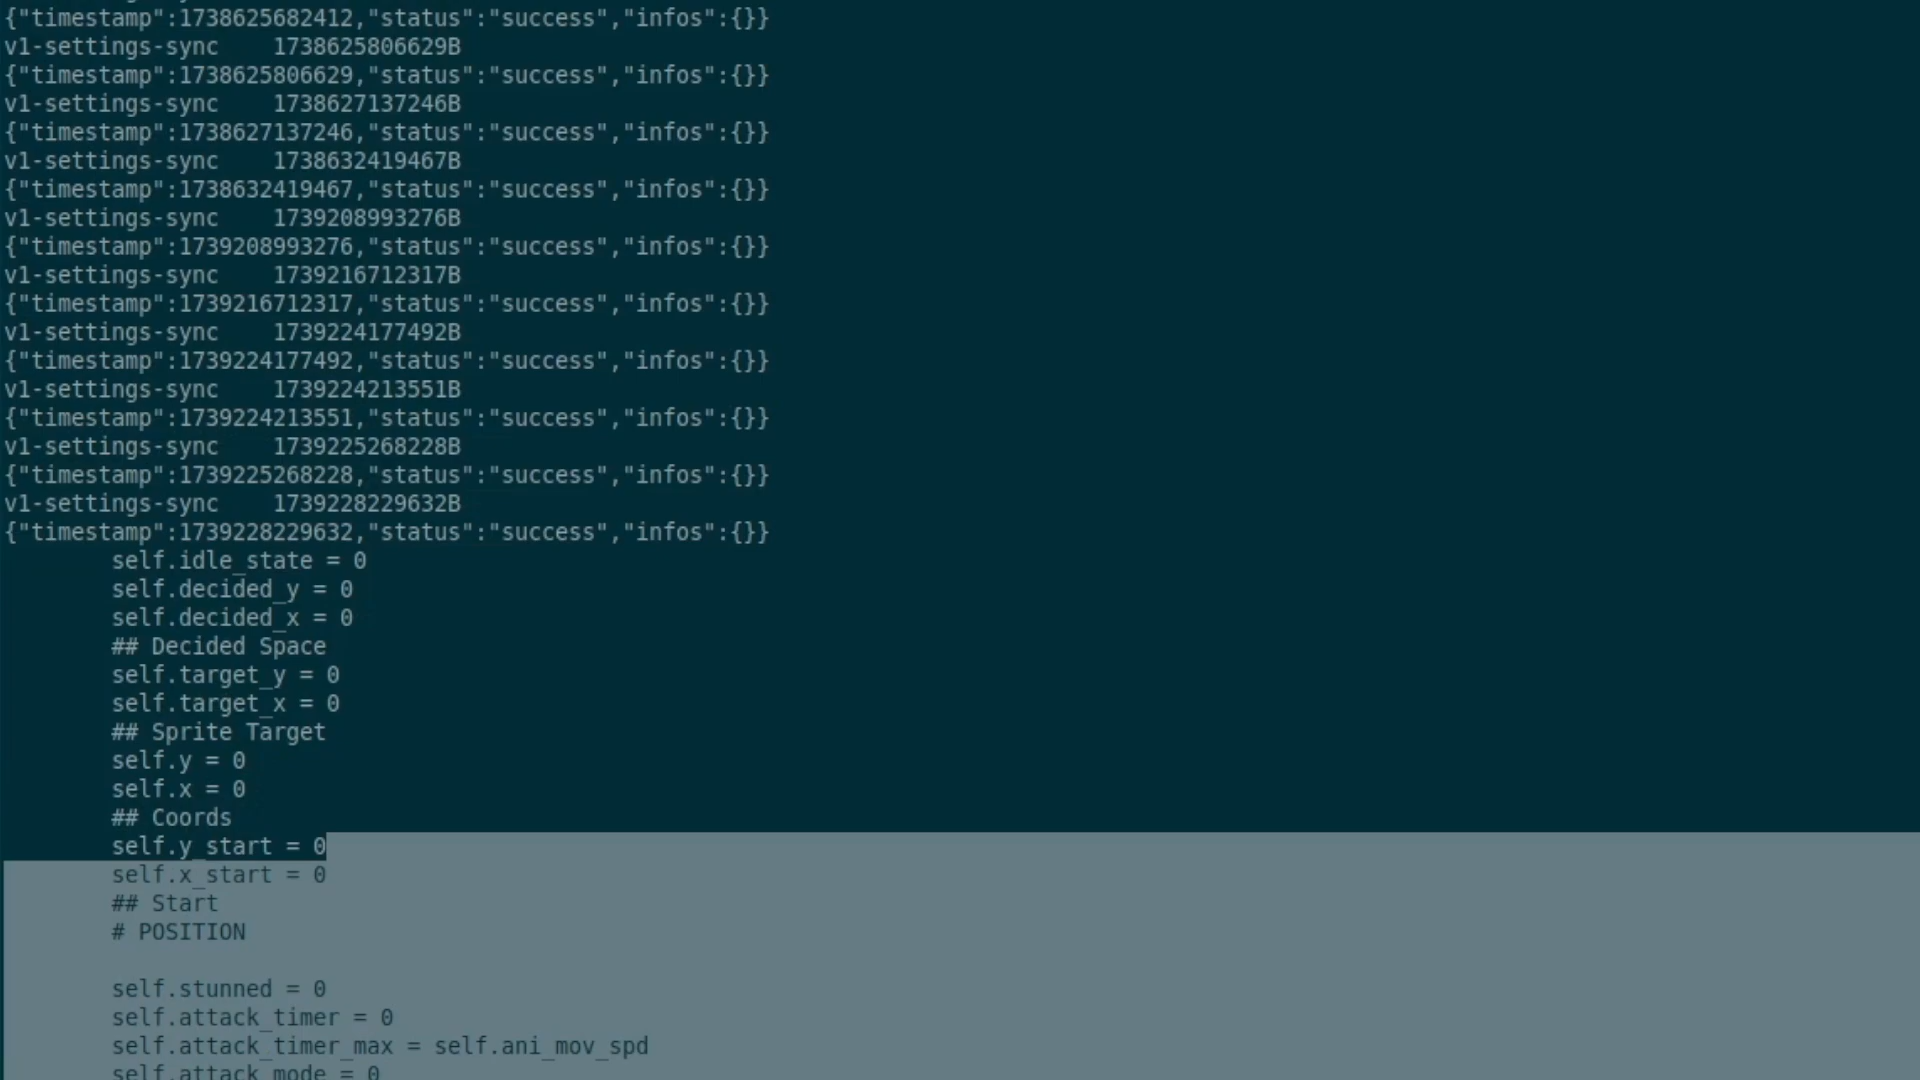 {"timestamp":1738625682412,"status":"success","infos":{}}
v1-settings-sync    1738625806629B
{"timestamp":1738625806629,"status":"success","infos":{}}
v1-settings-sync    1738627137246B
{"timestamp":1738627137246,"status":"success","infos":{}}
v1-settings-sync    1738632419467B
{"timestamp":1738632419467,"status":"success","infos":{}}
v1-settings-sync    1739208993276B
{"timestamp":1739208993276,"status":"success","infos":{}}
v1-settings-sync    1739216712317B
{"timestamp":1739216712317,"status":"success","infos":{}}
v1-settings-sync    1739224177492B
{"timestamp":1739224177492,"status":"success","infos":{}}
v1-settings-sync    1739224213551B
{"timestamp":1739224213551,"status":"success","infos":{}}
v1-settings-sync    1739225268228B
{"timestamp":1739225268228,"status":"success","infos":{}}
v1-settings-sync    1739228229632B
{"timestamp":1739228229632,"status":"success","infos":{}}
        self.idle_state = 0
        self.decided_y = 0
        self.decided_x = 0
        ## Decided Space
        self.target_y = 0
        self.target_x = 0
        ## Sprite Target
        self.y = 0
        self.x = 0
        ## Coords
        self.y_start = 0
        self.x_start = 0
        ## Start
        # POSITION
        self.stunned = 0
        self.attack_timer = 0
        self.attack_timer_max = self.ani_mov_spd
        self.attack_mode = 0